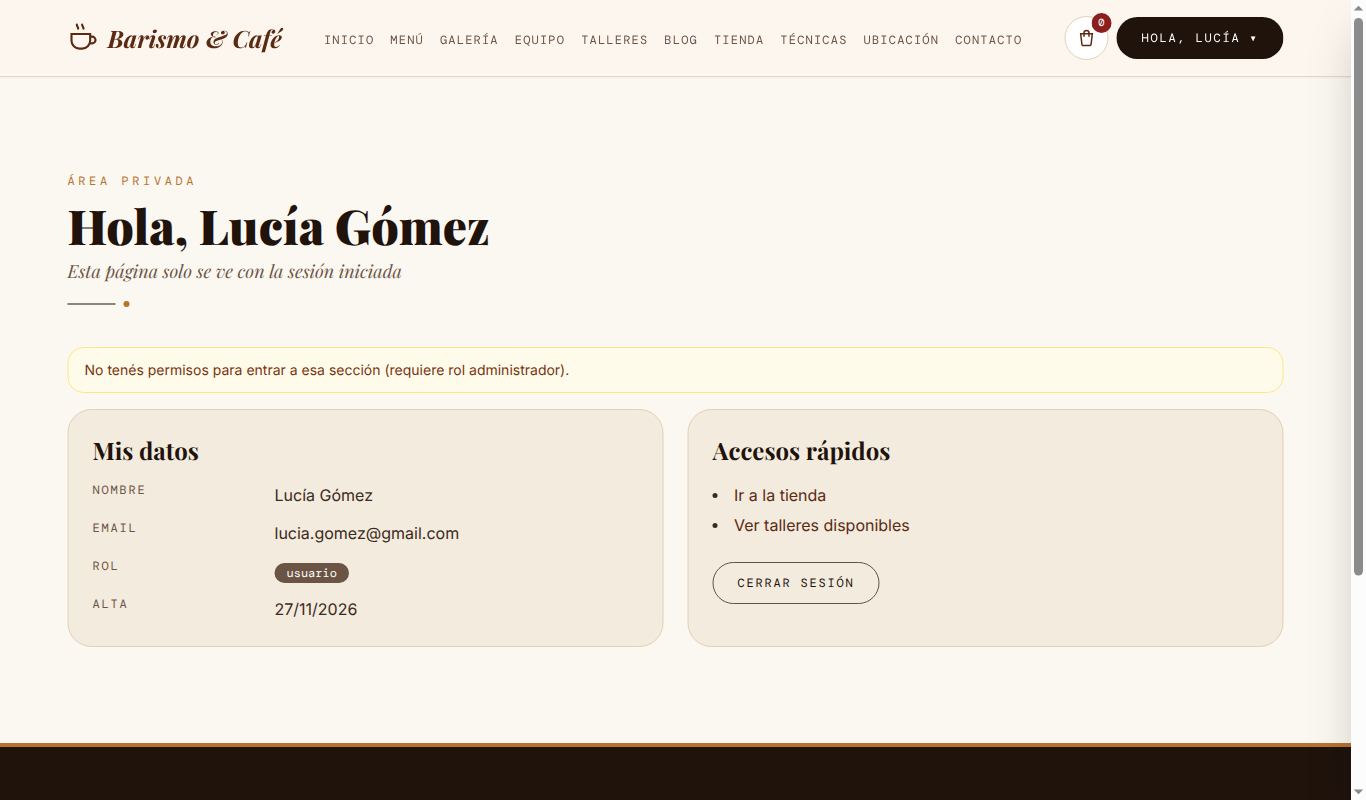 Barismo & Café
INICIO MENÚ GALERÍA EQUIPO TALLERES BLOG TIENDA TÉCNICAS UBICACIÓN CONTACTO
0
HOLA, LUCÍA ▾
ÁREA PRIVADA
Hola, Lucía Gómez
Esta página solo se ve con la sesión iniciada
No tenés permisos para entrar a esa sección (requiere rol administrador).
Mis datos
NOMBRE Lucía Gómez
EMAIL lucia.gomez@gmail.com
ROL usuario
ALTA 27/11/2026
Accesos rápidos
• Ir a la tienda
• Ver talleres disponibles
CERRAR SESIÓN